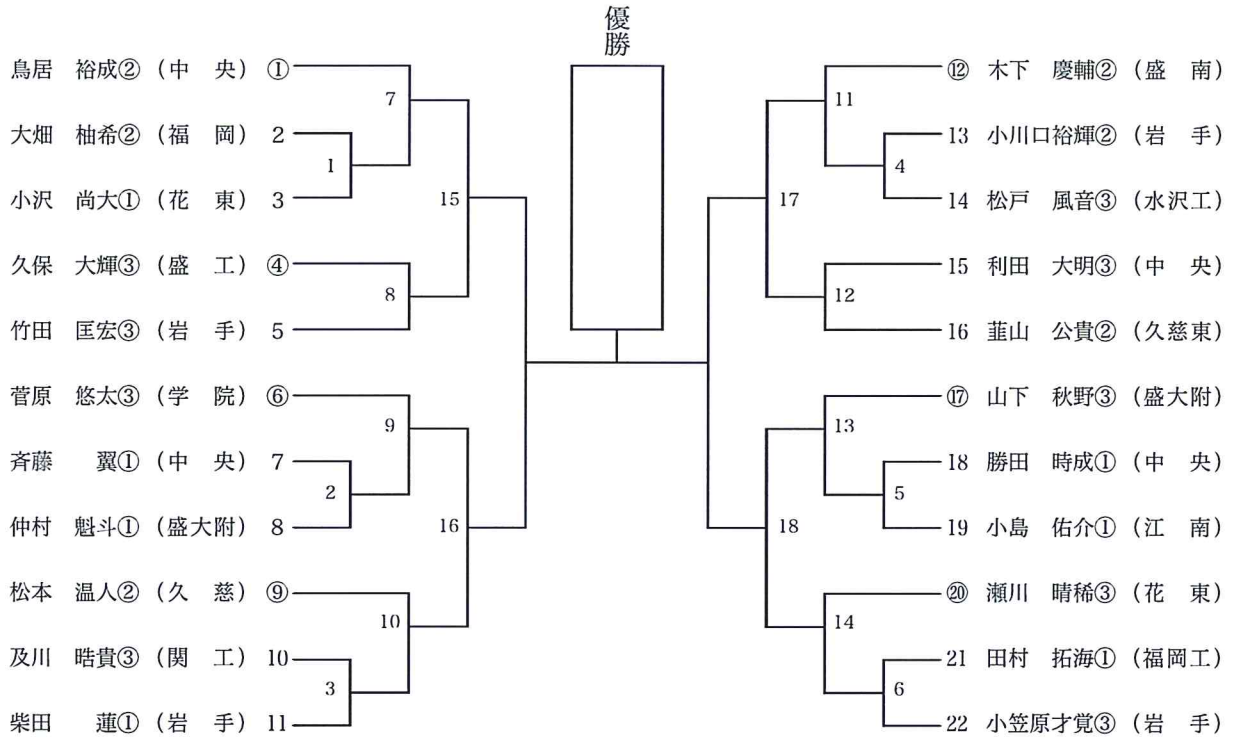 優勝
鳥居 裕成② (中 央) ①
大畑 柚希② (福 岡) 2
小沢 尚大① (花 東) 3
久保 大輝③ (盛 工) ④
竹田 匡宏③ (岩 手) 5
菅原 悠太③ (学 院) ⑥
斉藤 翼① (中 央) 7
仲村 魁斗① (盛大附) 8
松本 温人② (久 慈) ⑨
及川 晧貴③ (関 工) 10
柴田 蓮① (岩 手) 11
7
1
15
8
9
2
16
10
3
11
4
17
12
13
5
18
14
6
⑫ 木下 慶輔② (盛 南)
13 小川口裕輝② (岩 手)
14 松戸 風音③ (水沢工)
15 利田 大明③ (中 央)
16 韮山 公貴② (久慈東)
⑰ 山下 秋野③ (盛大附)
18 勝田 時成① (中 央)
19 小島 佑介① (江 南)
⑳ 瀬川 晴稀③ (花 東)
21 田村 拓海① (福岡工)
22 小笠原才覚③ (岩 手)